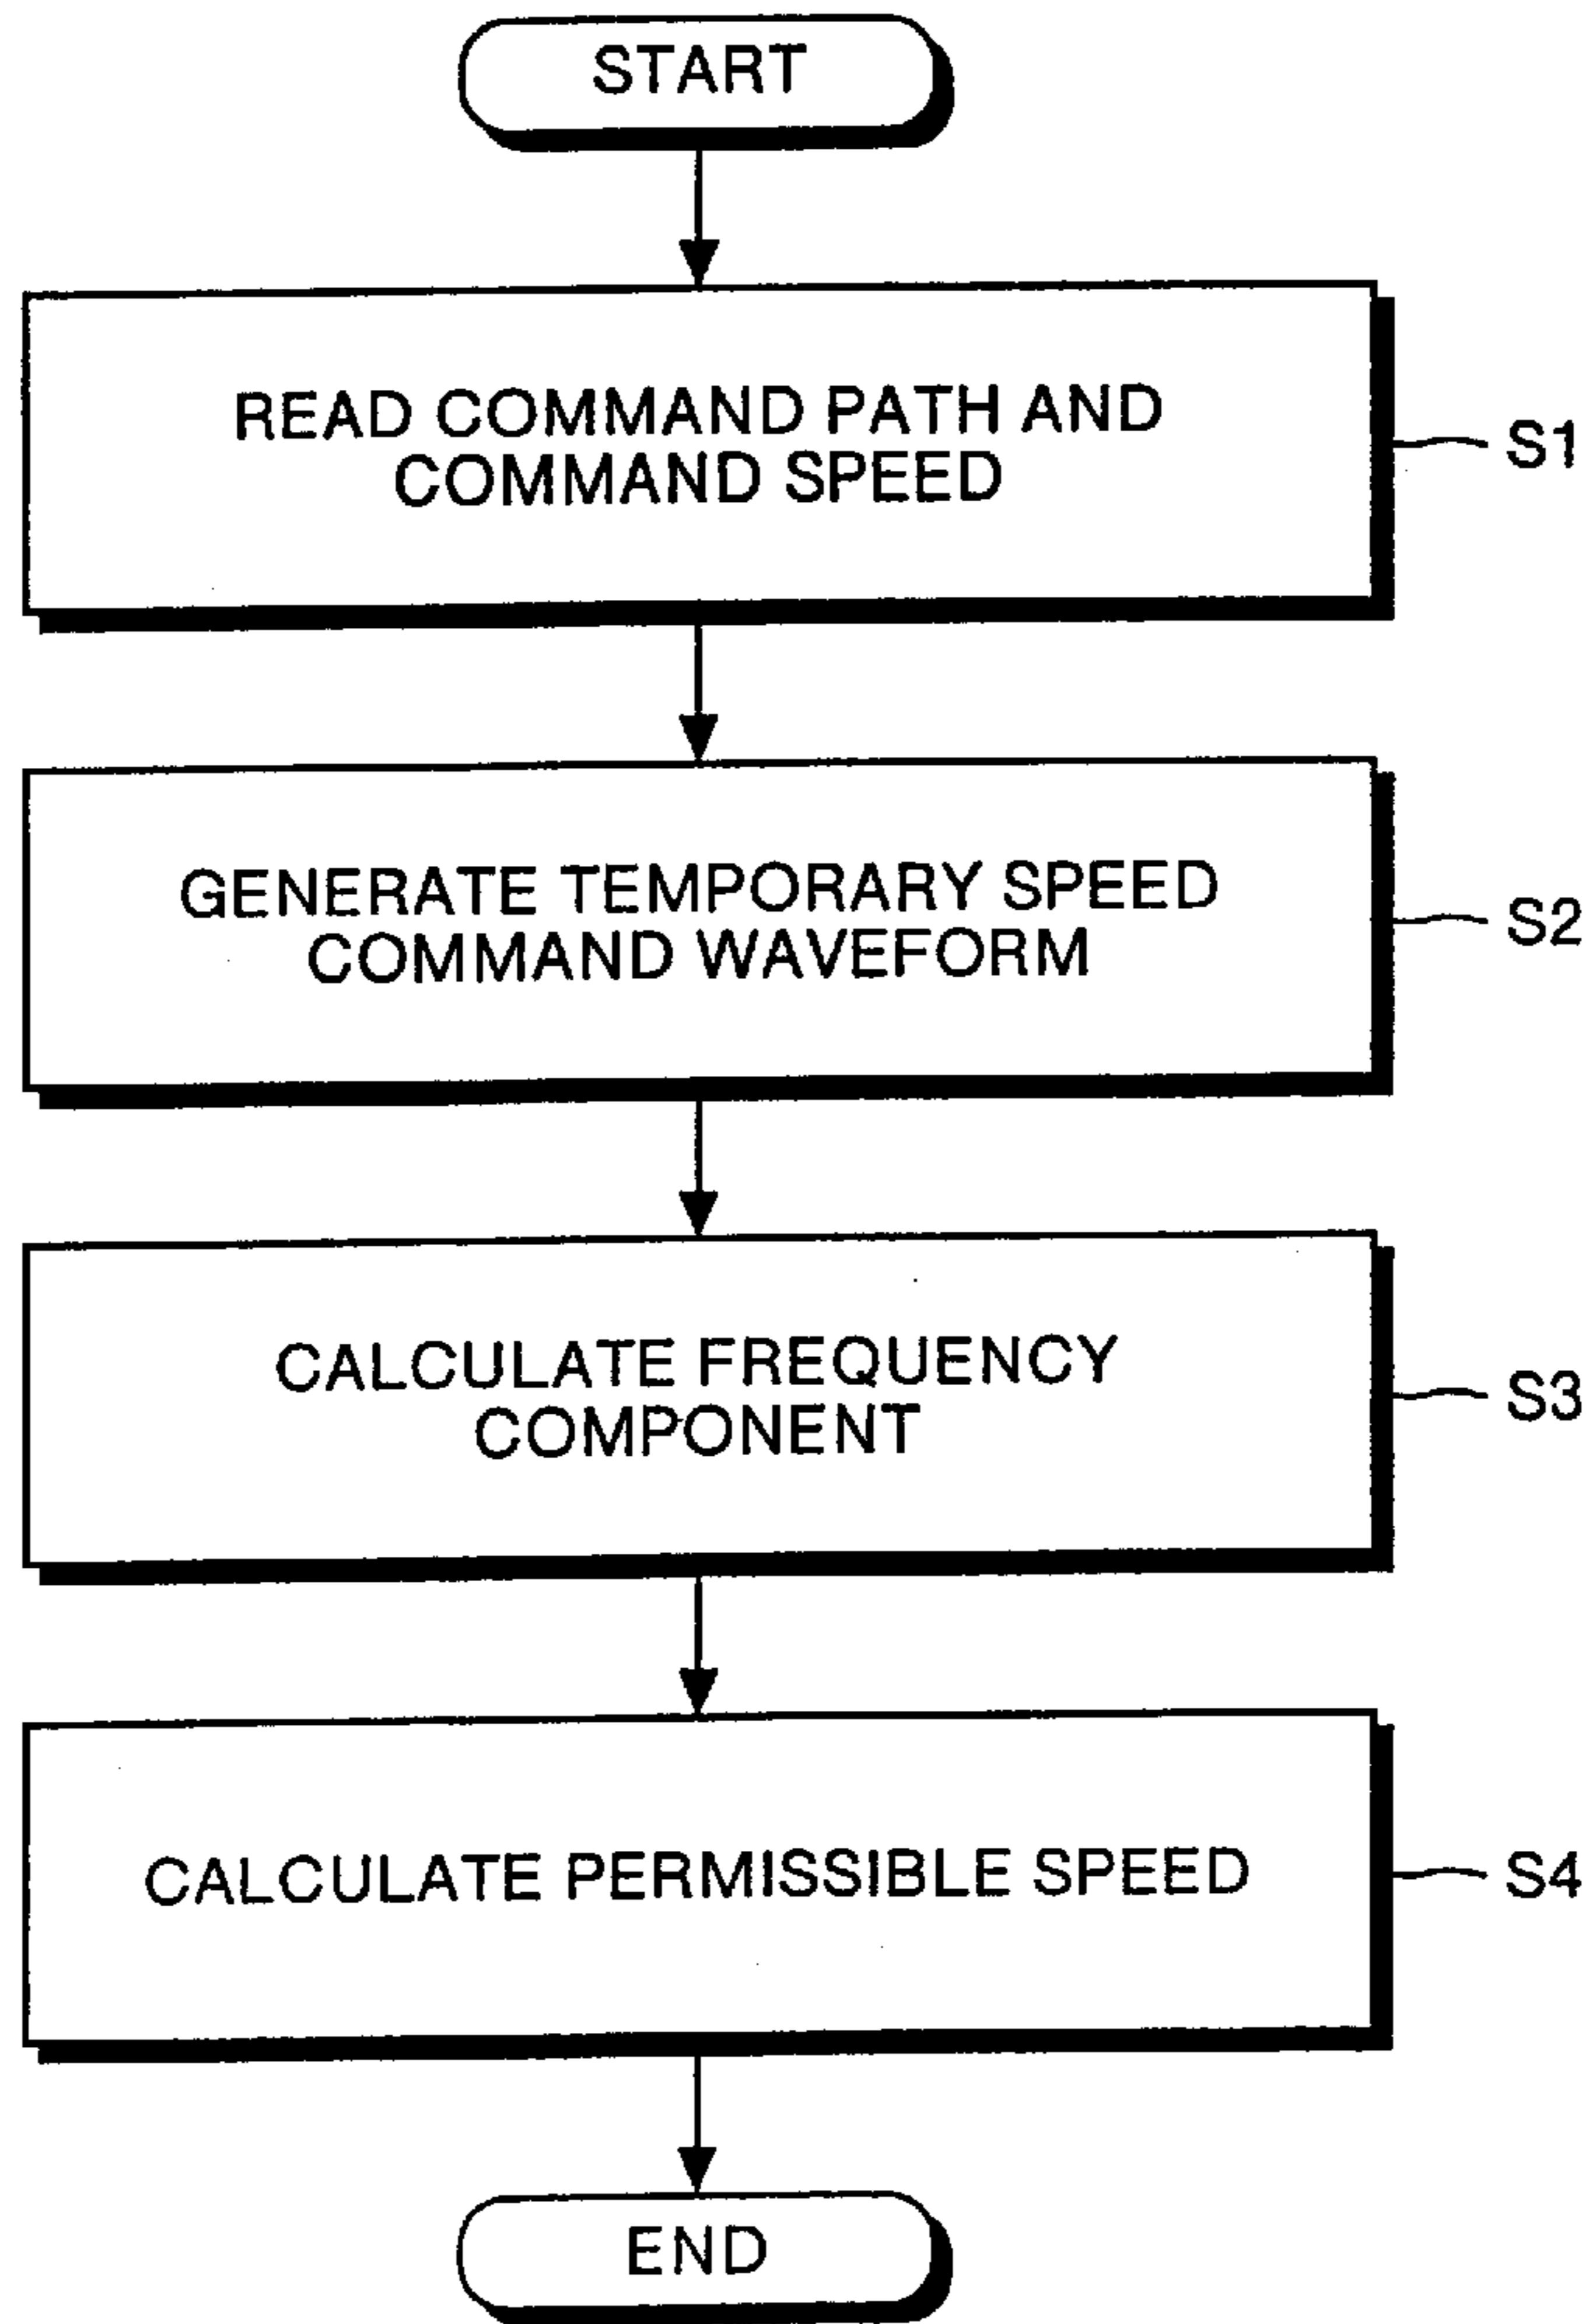 START
READ COMMAND PATH AND
COMMAND SPEED
S1
GENERATE TEMPORARY SPEED
COMMAND WAVEFORM
S2
CALCULATE FREQUENCY
COMPONENT
S3
CALCULATE PERMISSIBLE SPEED
S4
END